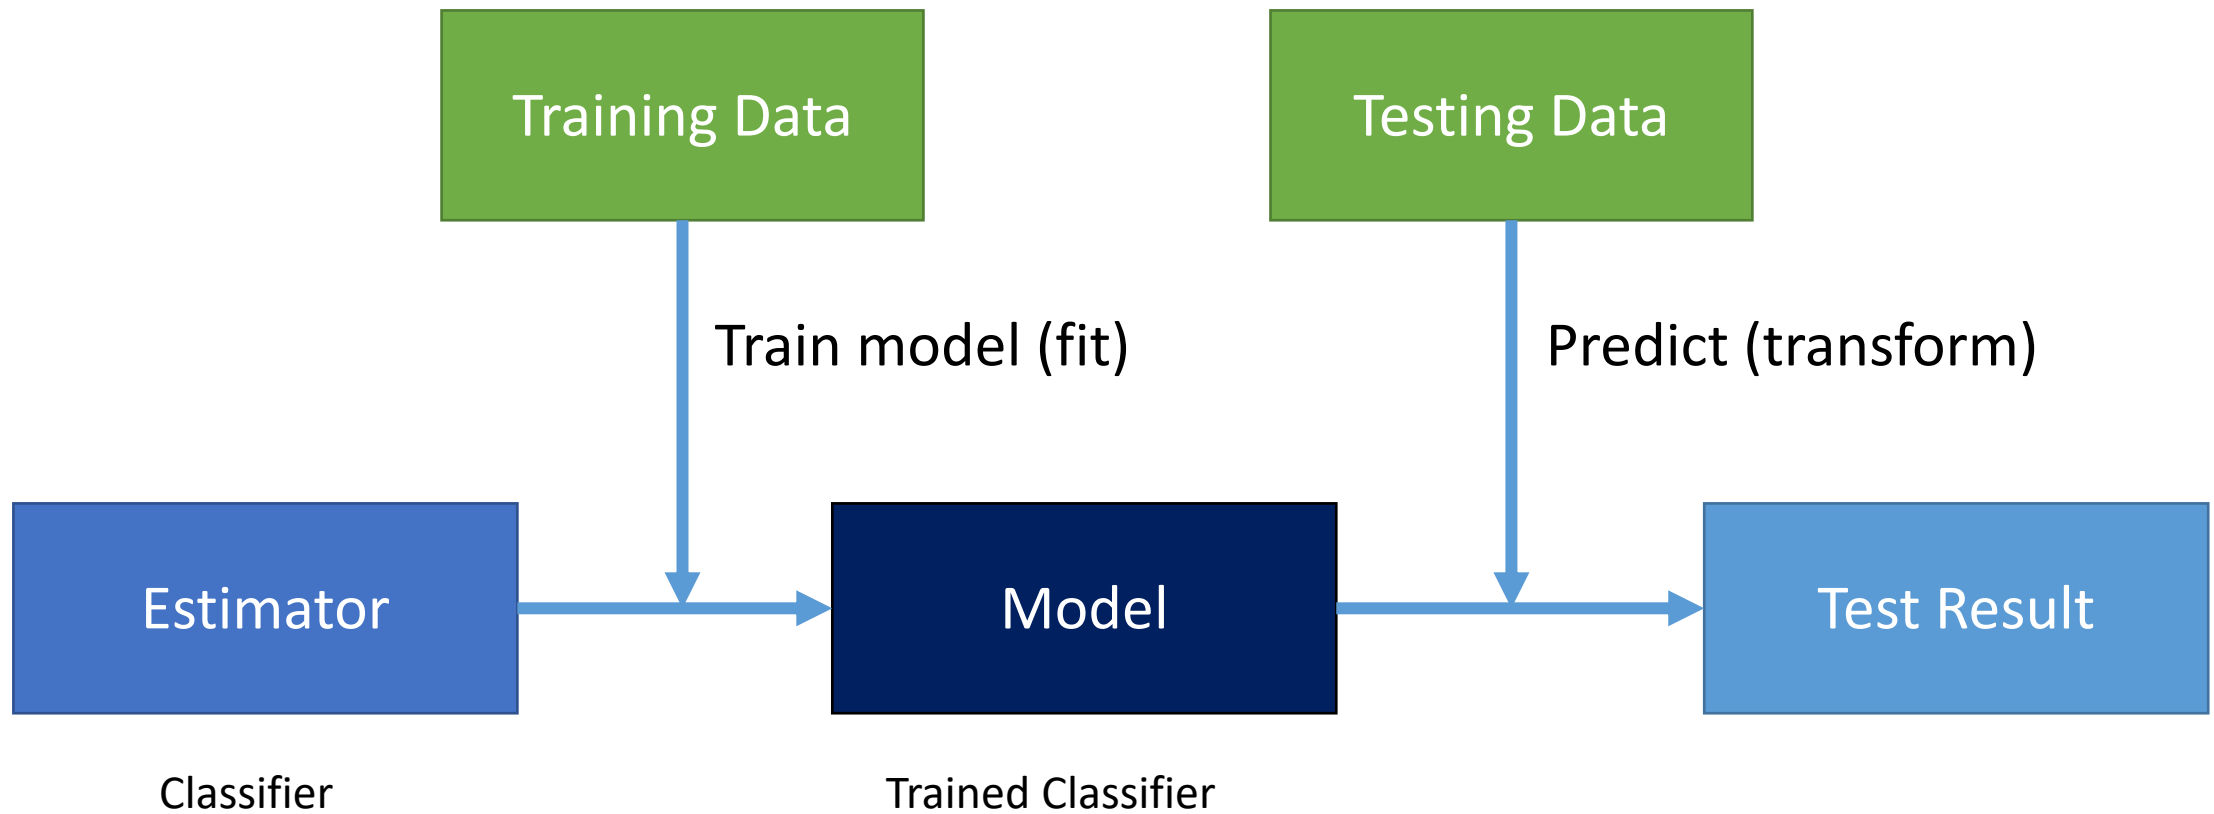 Training Data
Testing Data
Train model (fit)
Predict (transform)
Estimator
Model
Test Result
Classifier
Trained Classifier